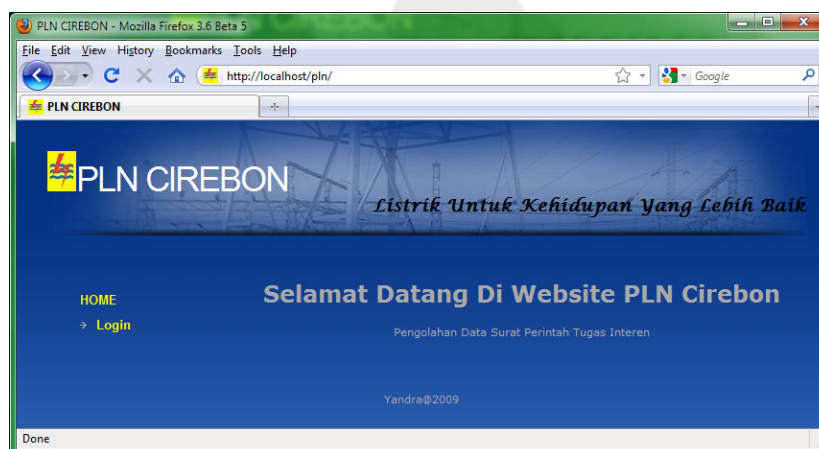 PLN CIREBON - Mozilla Firefox 3.6 Beta 5
File Edit View History Bookmarks Tools Help
http://localhost/pln/
Google
PLN CIREBON
PLN CIREBON
Listrik Untuk Kehidupan Yang Lebih Baik
HOME
Login
Selamat Datang Di Website PLN Cirebon
Pengolahan Data Surat Perintah Tugas Interen
Yandra@2009
Done